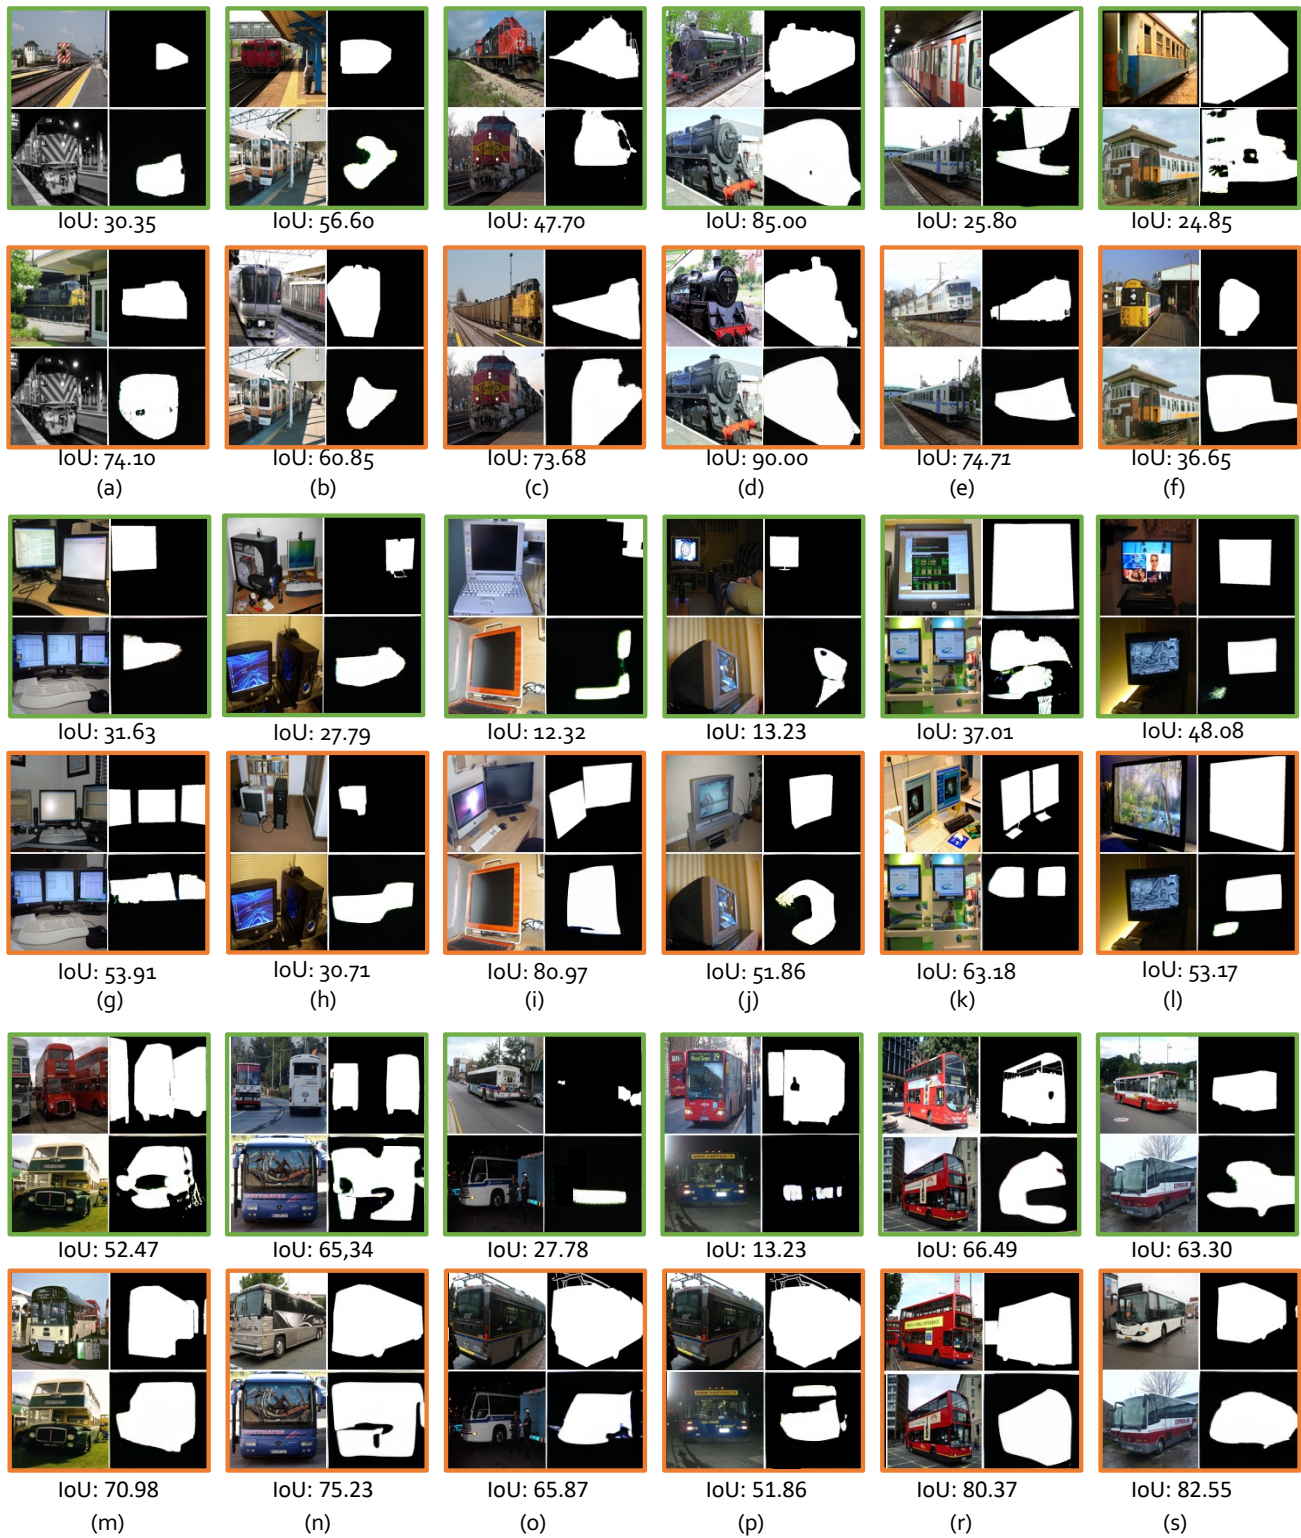 IoU: 30.35 IoU: 56.60 IoU: 47.70 IoU: 85.00 IoU: 25.80 IoU: 24.85
IoU: 74.10 IoU: 60.85 IoU: 73.68 IoU: 90.00 IoU: 74.71 IoU: 36.65
(a) (b) (c) (d) (e) (f)
IoU: 31.63 IoU: 27.79 IoU: 12.32 IoU: 13.23 IoU: 37.01 IoU: 48.08
IoU: 53.91 IoU: 30.71 IoU: 80.97 IoU: 51.86 IoU: 63.18 IoU: 53.17
(g) (h) (i) (j) (k) (l)
IoU: 52.47 IoU: 65,34 IoU: 27.78 IoU: 13.23 IoU: 66.49 IoU: 63.30
IoU: 70.98 IoU: 75.23 IoU: 65.87 IoU: 51.86 IoU: 80.37 IoU: 82.55
(m) (n) (o) (p) (r) (s)